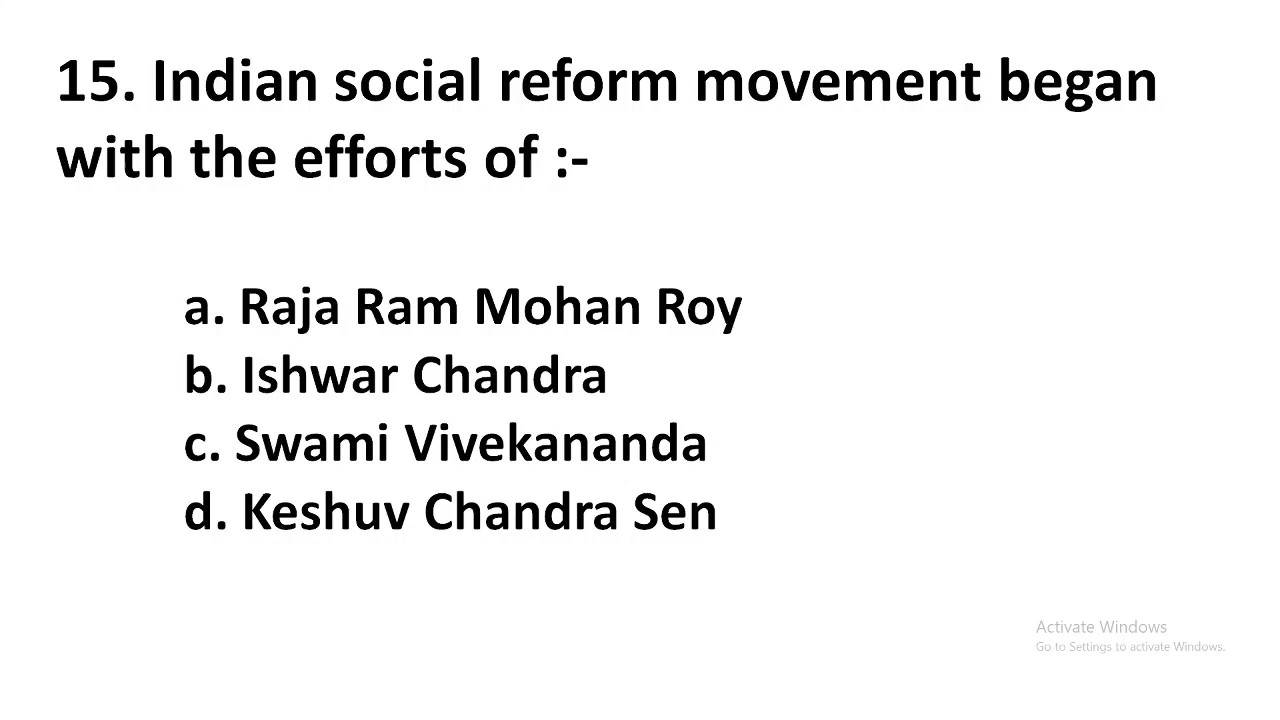 15. Indian social reform movement began
with the efforts of :-
a. Raja Ram Mohan Roy
b. Ishwar Chandra
c. Swami Vivekananda
d. Keshuv Chandra Sen
Activate Windows
Go to Settings to activate Windows.